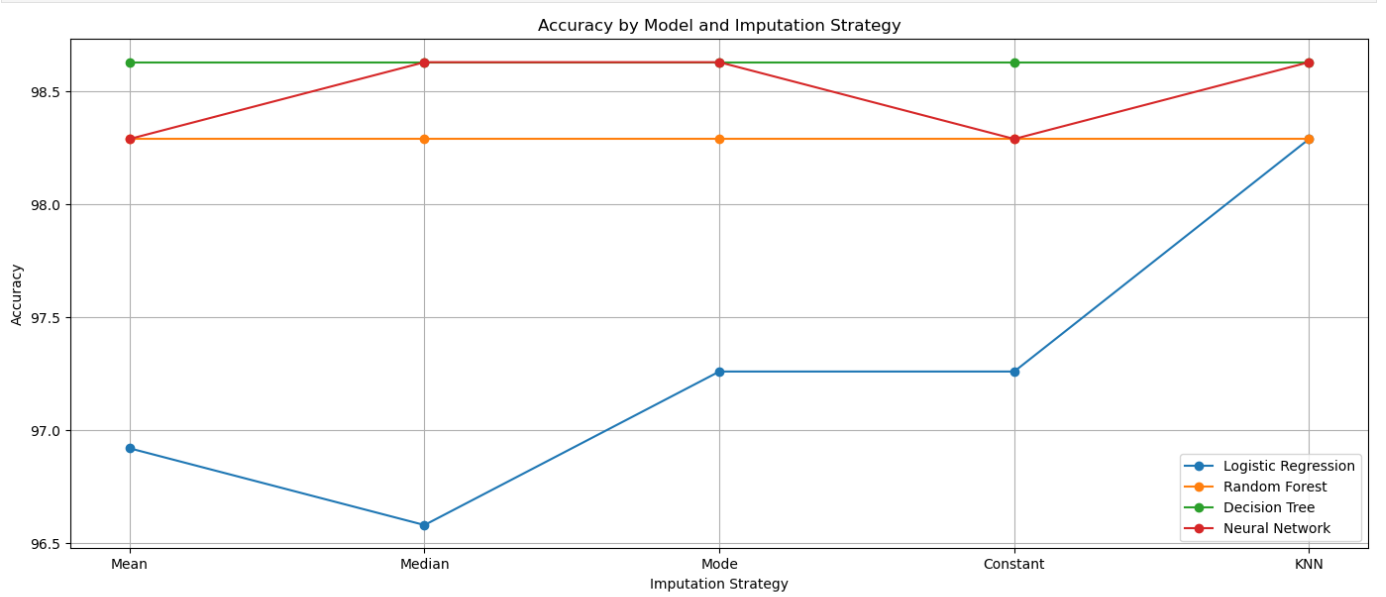 Accuracy by Model and Imputation Strategy
Accuracy
98.5
98.0
97.5
97.0
96.5
Mean
Median
Mode
Constant
KNN
Imputation Strategy
Logistic Regression
Random Forest
Decision Tree
Neural Network